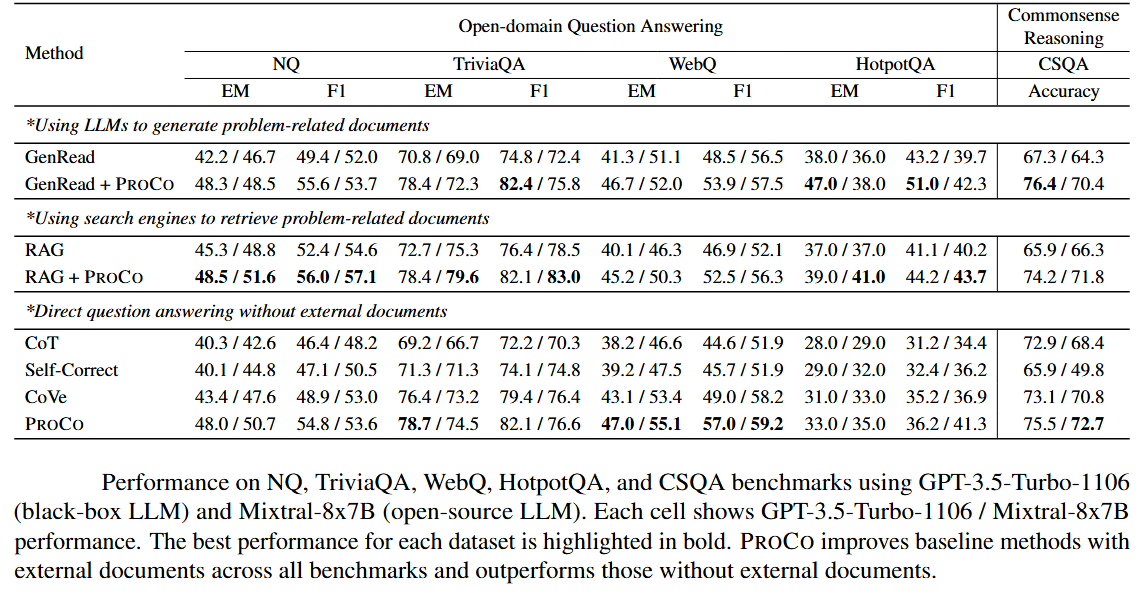 Method Open-domain Question Answering Commonsense Reasoning
NQ TriviaQA WebQ HotpotQA CSQA
EM F1 EM F1 EM F1 EM F1 Accuracy
*Using LLMs to generate problem-related documents
GenRead 42.2 / 46.7 49.4 / 52.0 70.8 / 69.0 74.8 / 72.4 41.3 / 51.1 48.5 / 56.5 38.0 / 36.0 43.2 / 39.7 67.3 / 64.3
GenRead + PROCO 48.3 / 48.5 55.6 / 53.7 78.4 / 72.3 82.4 / 75.8 46.7 / 52.0 53.9 / 57.5 47.0 / 38.0 51.0 / 42.3 76.4 / 70.4
*Using search engines to retrieve problem-related documents
RAG 45.3 / 48.8 52.4 / 54.6 72.7 / 75.3 76.4 / 78.5 40.1 / 46.3 46.9 / 52.1 37.0 / 37.0 41.1 / 40.2 65.9 / 66.3
RAG + PROCO 48.5 / 51.6 56.0 / 57.1 78.4 / 79.6 82.1 / 83.0 45.2 / 50.3 52.5 / 56.3 39.0 / 41.0 44.2 / 43.7 74.2 / 71.8
*Direct question answering without external documents
CoT 40.3 / 42.6 46.4 / 48.2 69.2 / 66.7 72.2 / 70.3 38.2 / 46.6 44.6 / 51.9 28.0 / 29.0 31.2 / 34.4 72.9 / 68.4
Self-Correct 40.1 / 44.8 47.1 / 50.5 71.3 / 71.3 74.1 / 74.8 39.2 / 47.5 45.7 / 51.9 29.0 / 32.0 32.4 / 36.2 65.9 / 49.8
CoVe 43.4 / 47.6 48.9 / 53.0 76.4 / 73.2 79.4 / 76.4 43.1 / 53.4 49.0 / 58.2 31.0 / 33.0 35.2 / 36.9 73.1 / 70.8
PROCO 48.0 / 50.7 54.8 / 53.6 78.7 / 74.5 82.1 / 76.6 47.0 / 55.1 57.0 / 59.2 33.0 / 35.0 36.2 / 41.3 75.5 / 72.7
Performance on NQ, TriviaQA, WebQ, HotpotQA, and CSQA benchmarks using GPT-3.5-Turbo-1106
(black-box LLM) and Mixtral-8x7B (open-source LLM). Each cell shows GPT-3.5-Turbo-1106 / Mixtral-8x7B
performance. The best performance for each dataset is highlighted in bold. PROCO improves baseline methods with
external documents across all benchmarks and outperforms those without external documents.